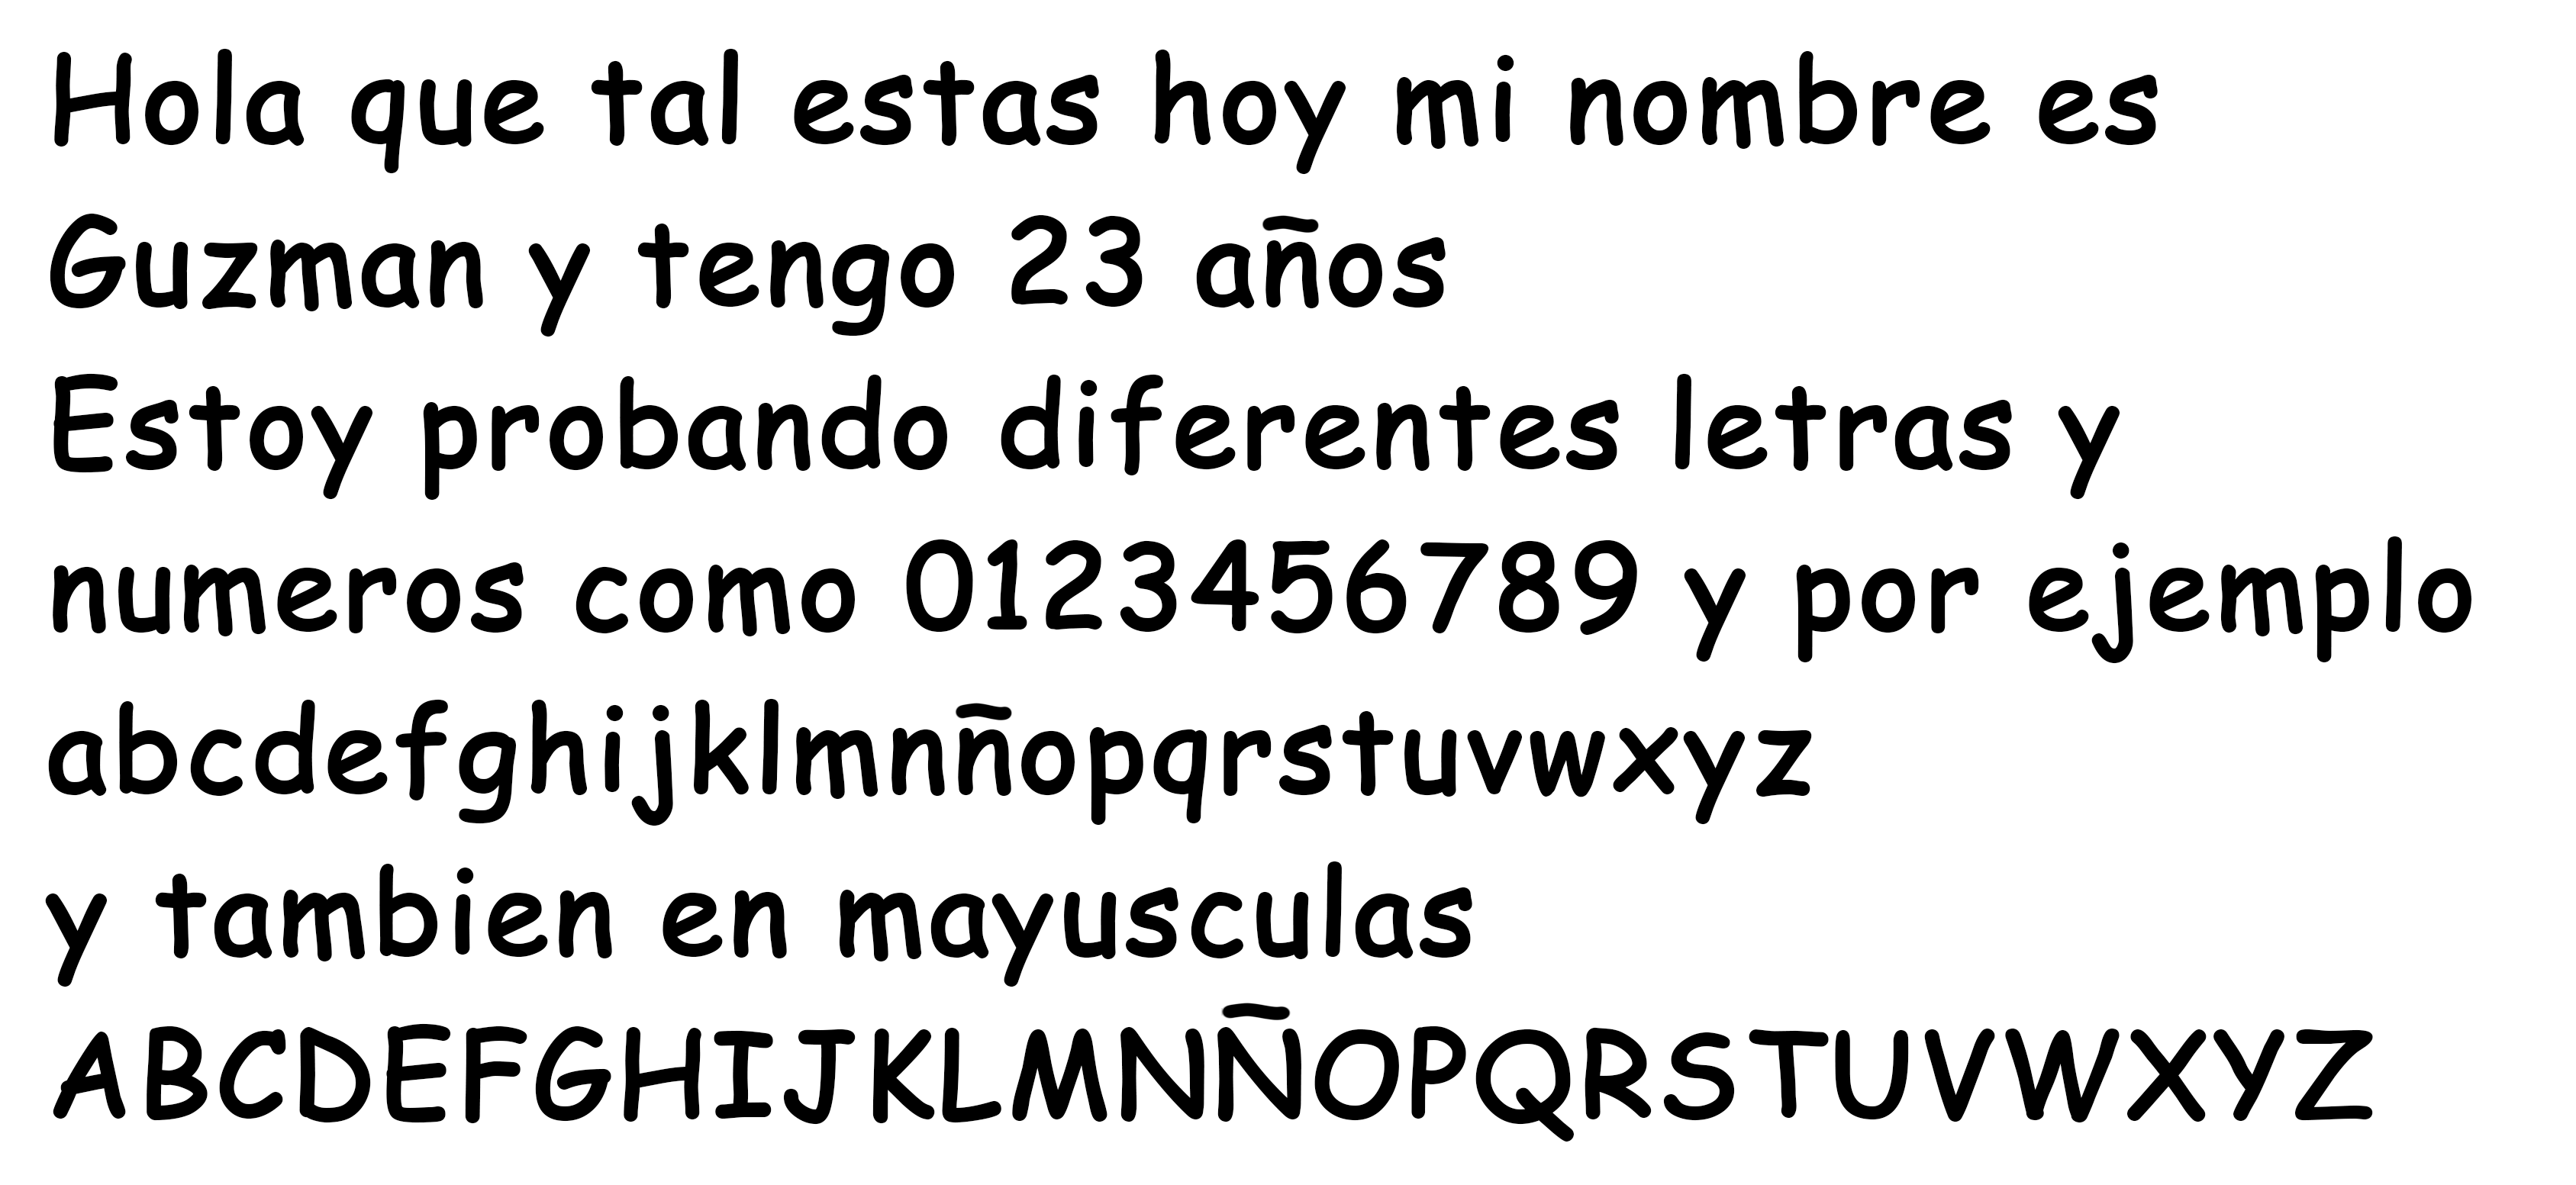 Hola que tal estas hoy mi nombre es
Guzman y tengo 23 años
Estoy probando diferentes letras y
numeros como 0123456789 y por ejemplo
abcdefghijklmnñopqrstuvwxyz
y tambien en mayusculas
ABCDEFGHIJKLMNÑOPQRSTUVWXYZ